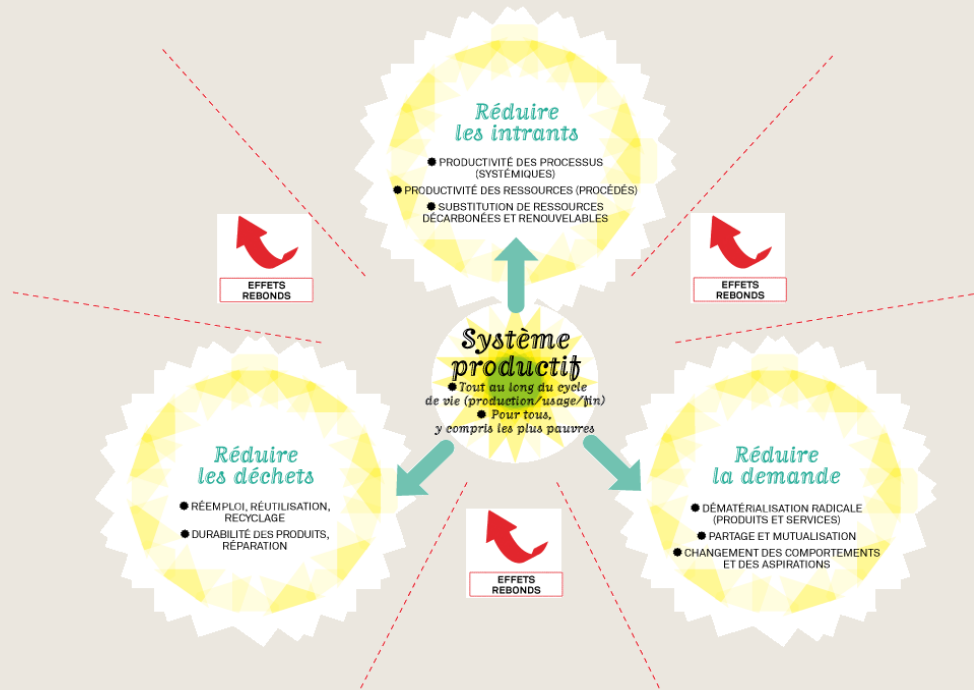 Réduire
les intrants
PRODUCTIVITÉ DES PROCESSUS
(SYSTÉMIQUES)
PRODUCTIVITÉ DES RESSOURCES (PROCÉDÉS)
SUBSTITUTION DE RESSOURCES
DÉCARBONÉES ET RENOUVELABLES
EFFETS
REBONDS
EFFETS
REBONDS
Système
productif
Tout au long du cycle
de vie (production/usage/fin)
Pour tous,
y compris les plus pauvres
Réduire
les déchets
RÉEMPLOI, RÉUTILISATION,
RECYCLAGE
DURABILITÉ DES PRODUITS,
RÉPARATION
Réduire
la demande
DÉMATÉRIALISATION RADICALE
(PRODUITS ET SERVICES)
PARTAGE ET MUTUALISATION
CHANGEMENT DES COMPORTEMENTS
ET DES ASPIRATIONS
EFFETS
REBONDS